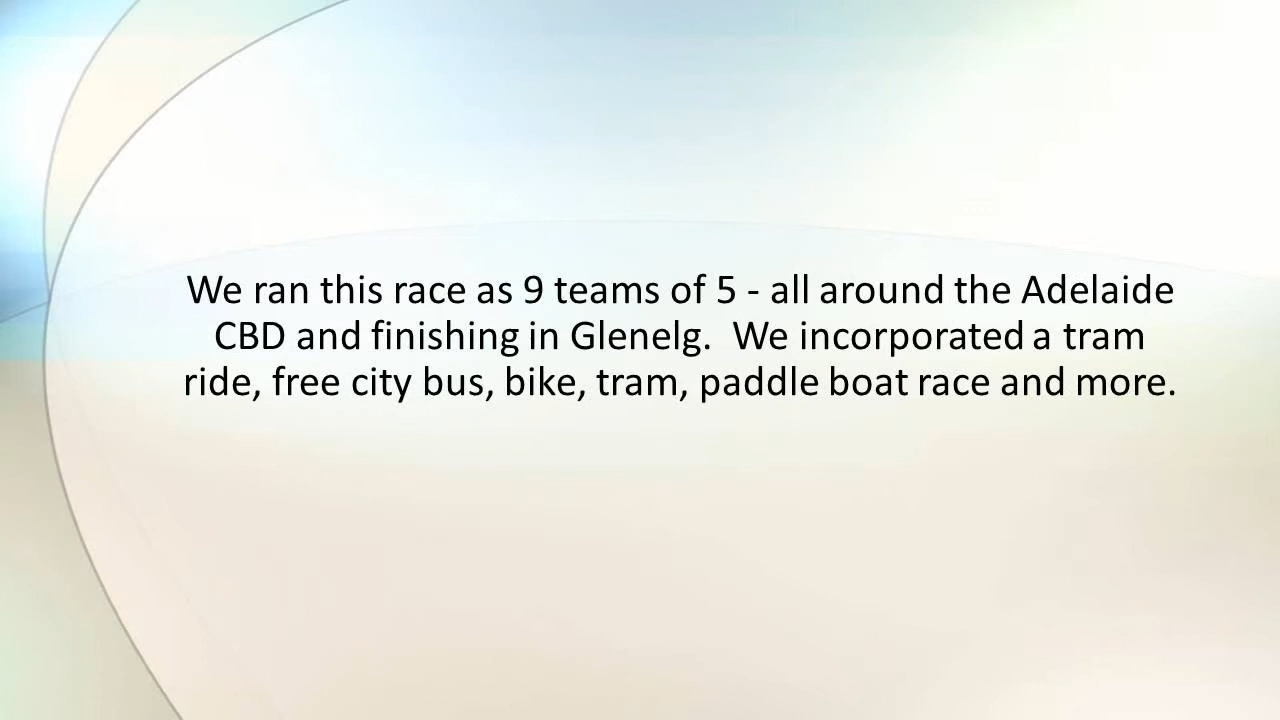 We ran this race as 9 teams of 5 - all around the Adelaide
CBD and finishing in Glenelg.  We incorporated a tram
ride, free city bus, bike, tram, paddle boat race and more.